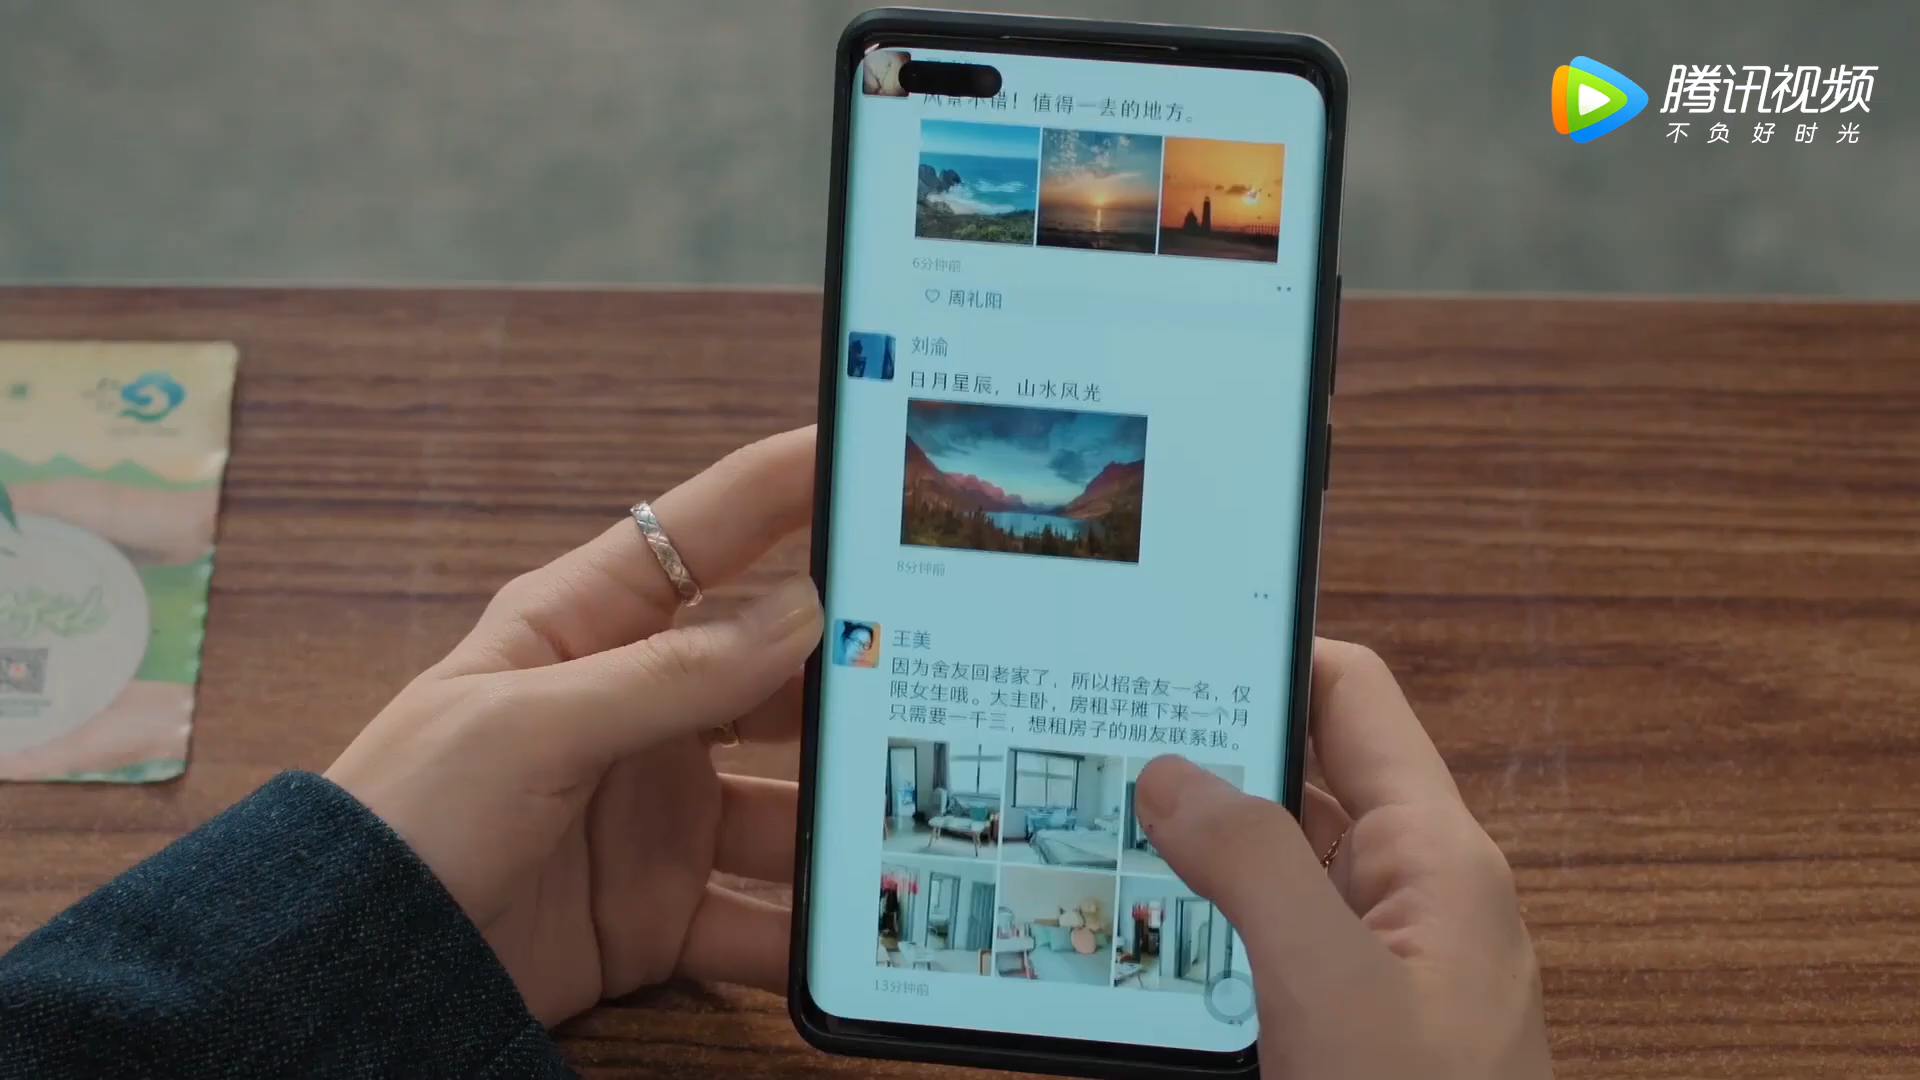 腾讯视频
不负好时光
风景不错！值得一去的地方。
6分钟前
周礼阳
刘渝
日月星辰，山水风光
8分钟前
王美
因为舍友回老家了，所以招舍友一名，仅
限女生哦。大主卧，房租平摊下来一个月
只需要一千三，想租房子的朋友联系我。
13分钟前